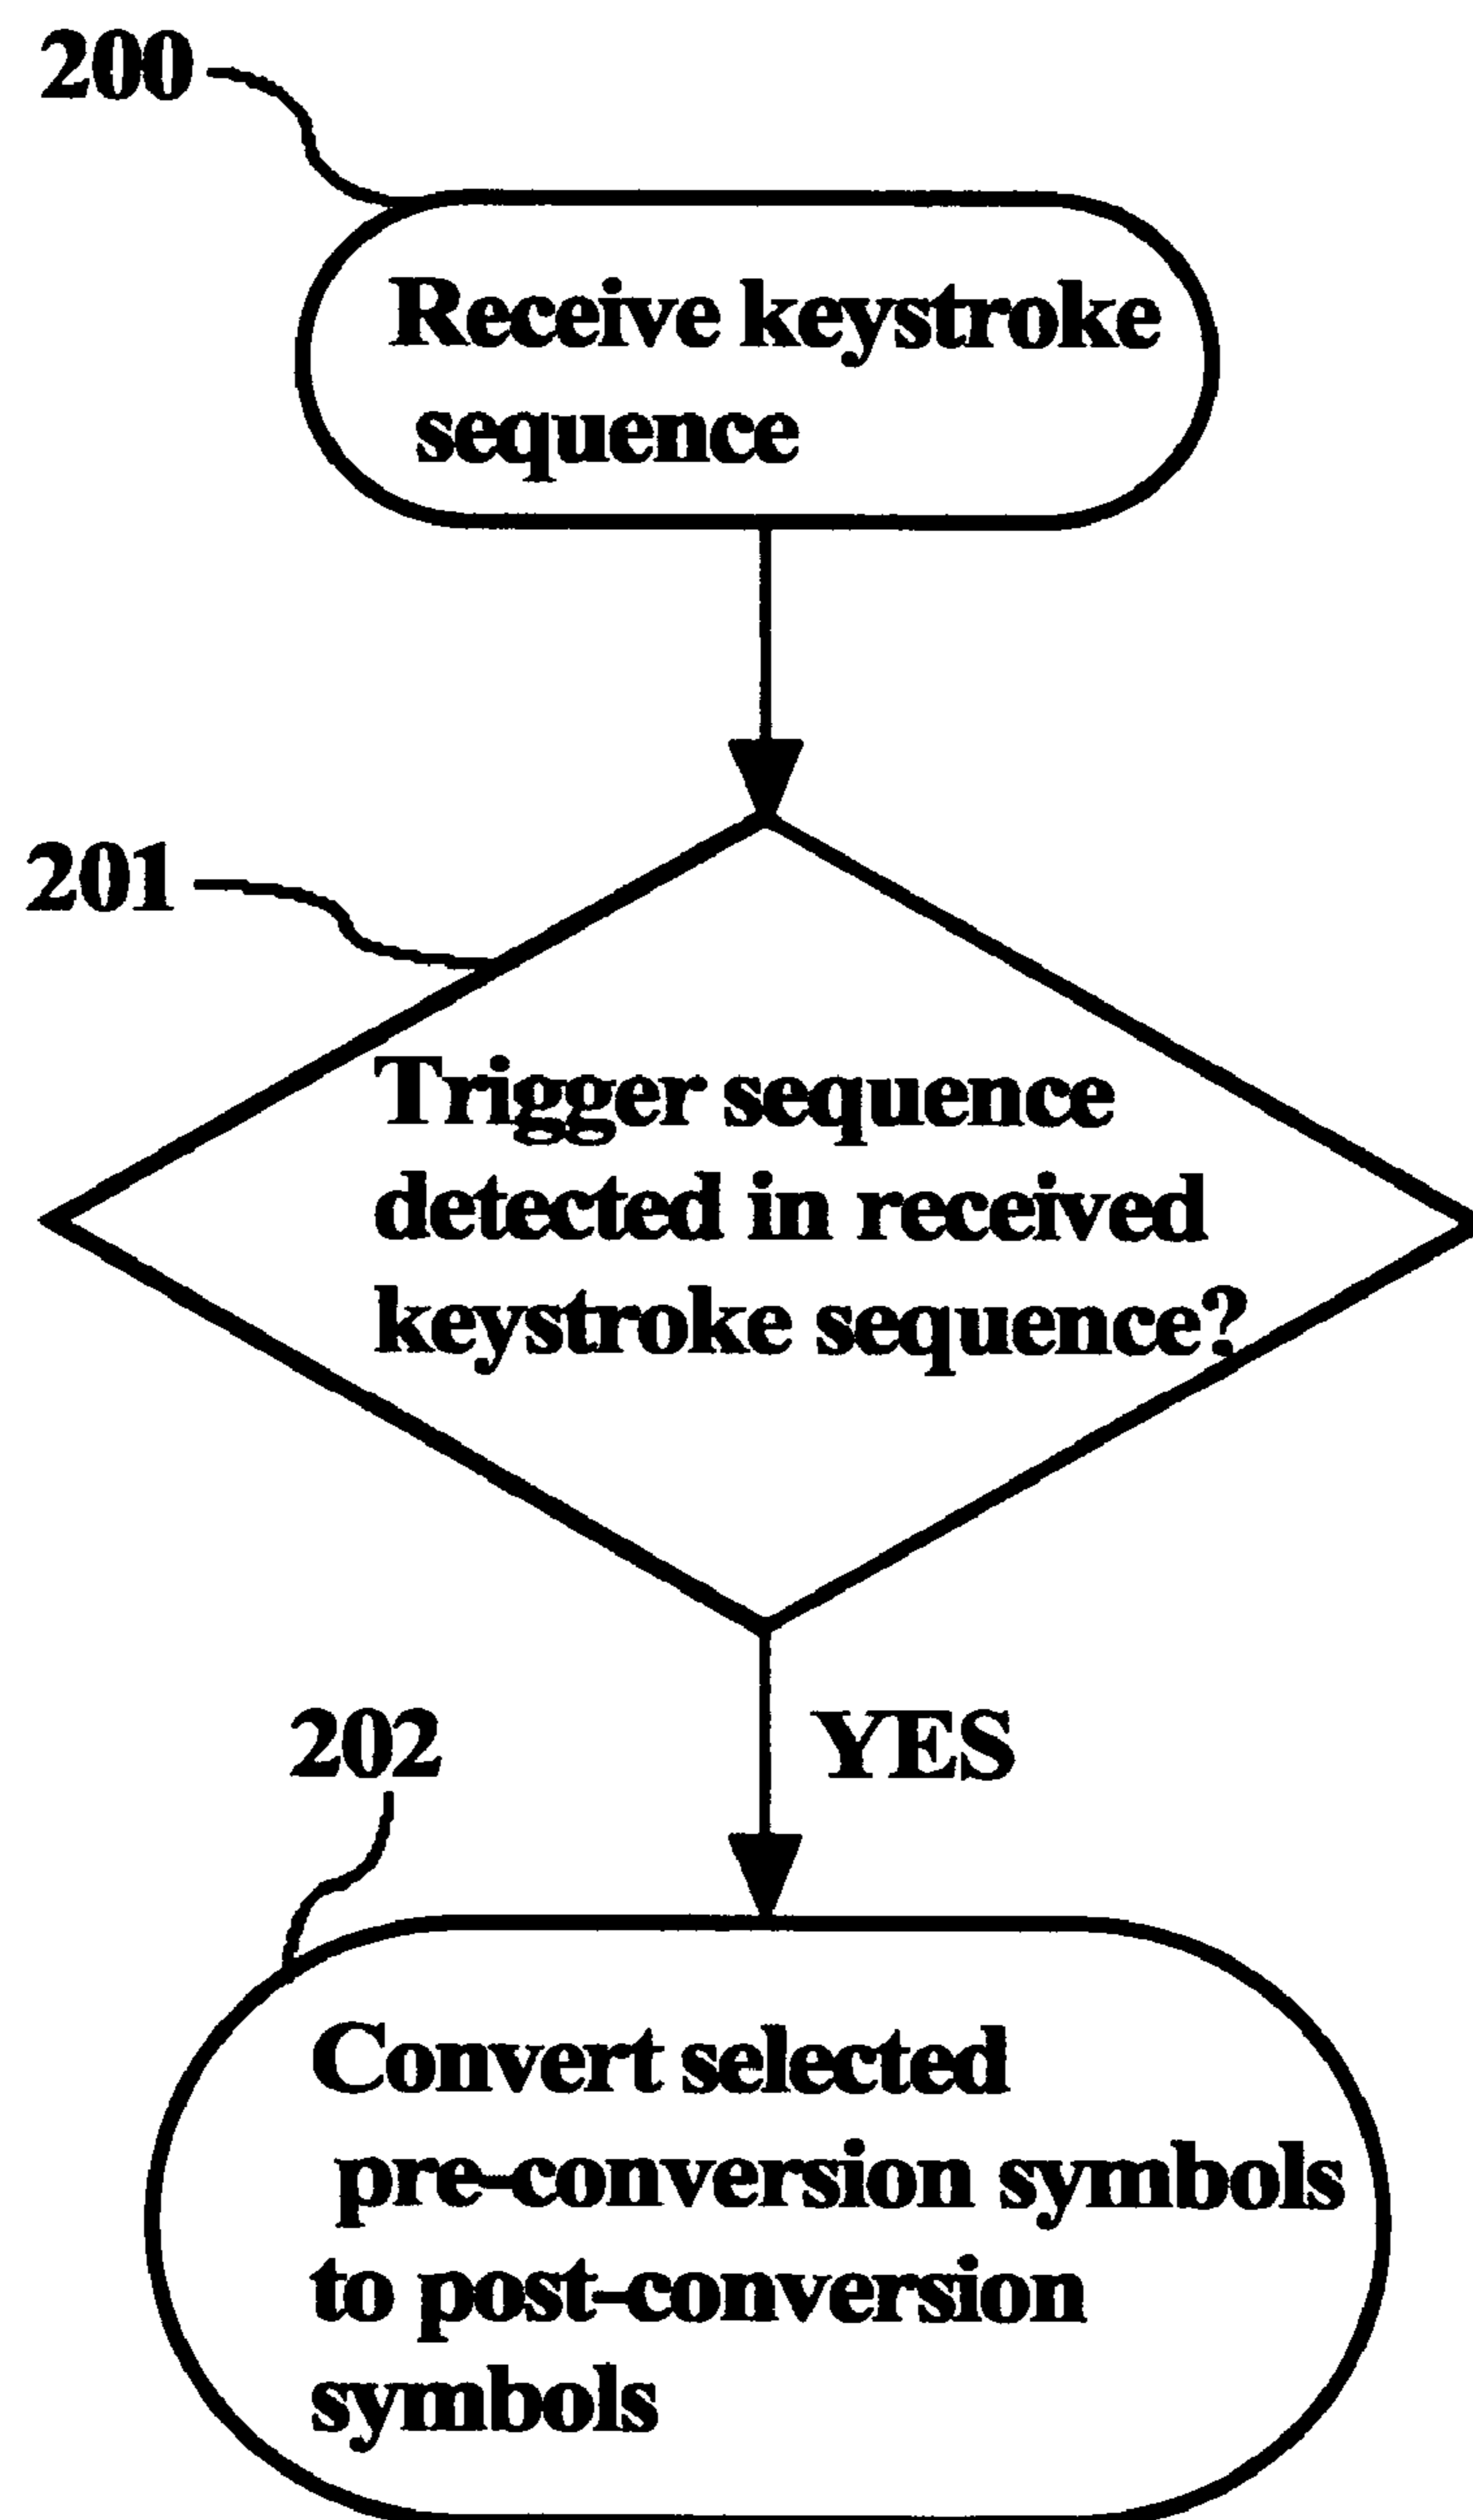 200
Receive keystroke
sequence
201
Trigger sequence
detected in received
keystroke sequence?
202
YES
Convert selected
pre-conversion symbols
to post-conversion
symbols